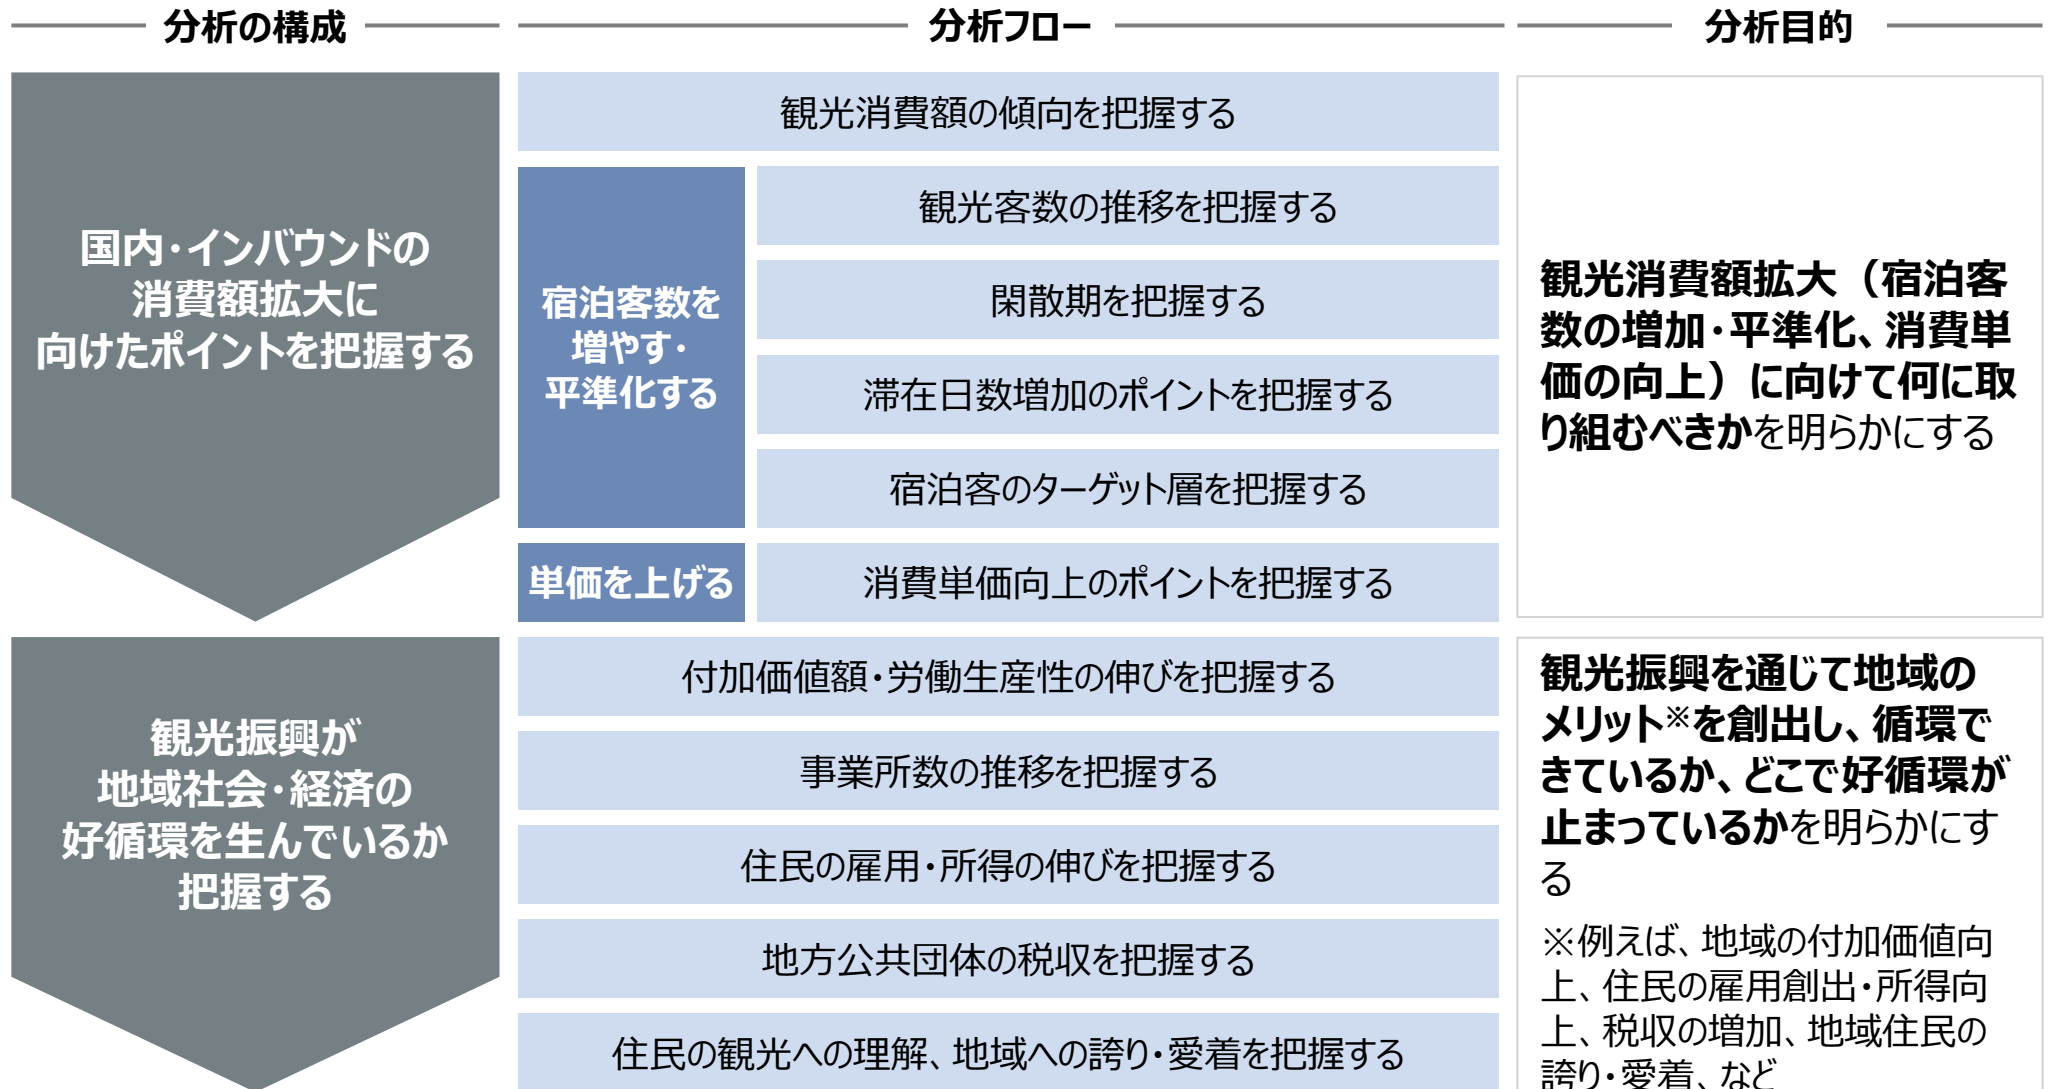 分析の構成
分析フロー
分析目的
国内・インバウンドの
消費額拡大に
向けたポイントを把握する
観光消費額の傾向を把握する
宿泊客数を
増やす・
平準化する
観光客数の推移を把握する
閑散期を把握する
滞在日数増加のポイントを把握する
宿泊客のターゲット層を把握する
単価を上げる
消費単価向上のポイントを把握する
観光消費額拡大（宿泊客
数の増加・平準化、消費単
価の向上）に向けて何に取
り組むべきかを明らかにする
観光振興が
地域社会・経済の
好循環を生んでいるか
把握する
付加価値額・労働生産性の伸びを把握する
事業所数の推移を把握する
住民の雇用・所得の伸びを把握する
地方公共団体の税収を把握する
住民の観光への理解、地域への誇り・愛着を把握する
観光振興を通じて地域の
メリット※を創出し、循環で
きているか、どこで好循環が
止まっているかを明らかにす
る
※例えば、地域の付加価値向
上、住民の雇用創出・所得向
上、税収の増加、地域住民の
誇り・愛着、など